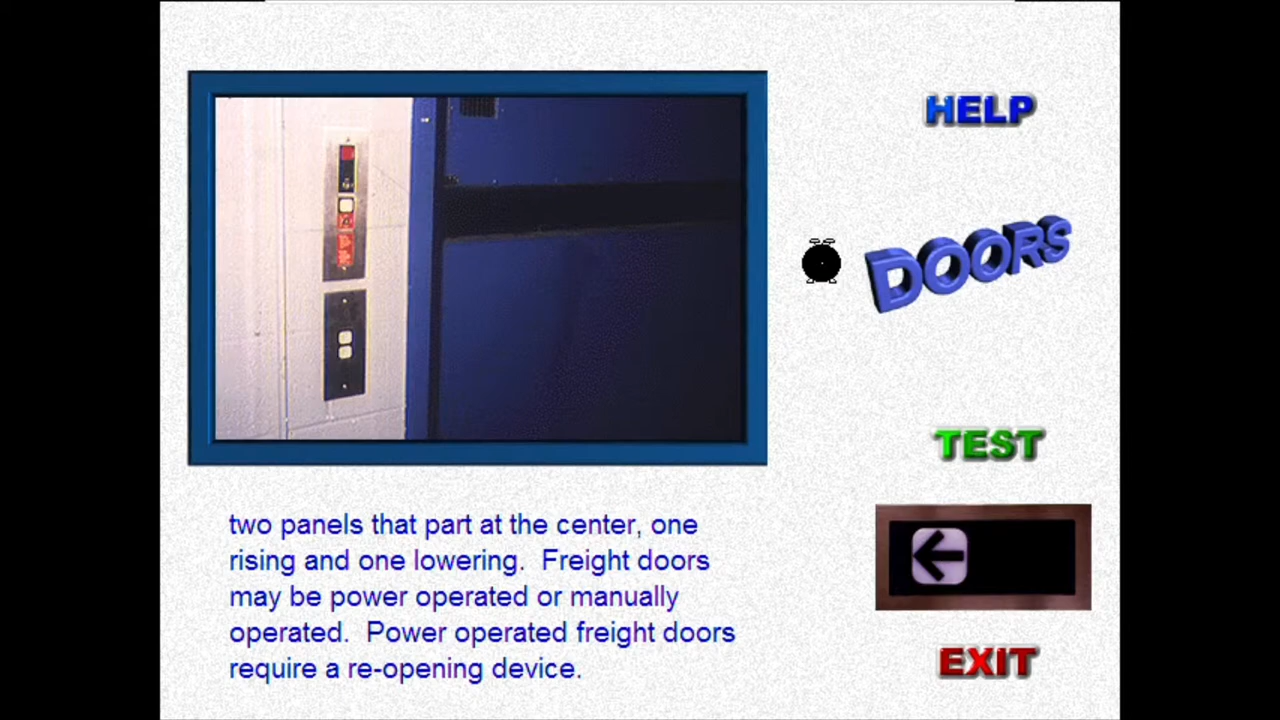 HELP
DOORS
TEST
two panels that part at the center, one
rising and one lowering.  Freight doors
may be power operated or manually
operated.  Power operated freight doors
require a re-opening device.
EXIT